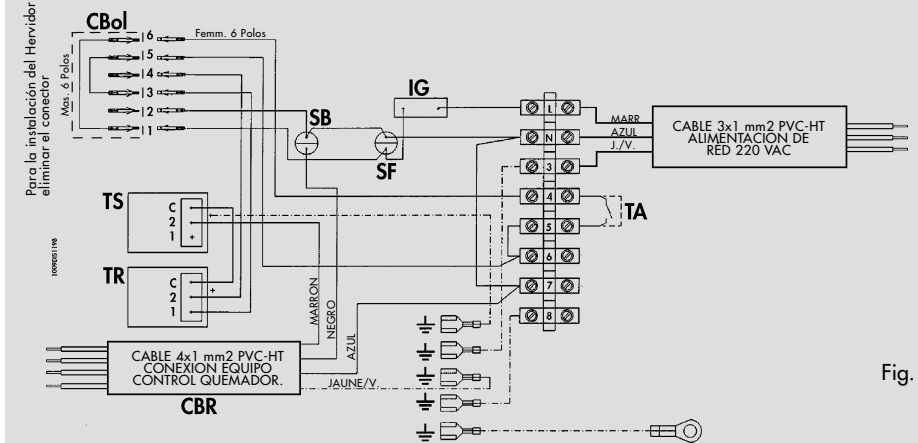 Para la instalación del Hervidor
eliminar el conector
CBol
Mas. 6 Polos
6 Femm. 6 Polos
5
4
3
2
1
SB
SF
IG
L
N
3
4
5
6
7
8
MARR
AZUL
J./V.
CABLE 3x1 mm2 PVC-HT
ALIMENTACION DE
RED 220 VAC
TA
TS
C
2
1
+
TR
C
2
1
+
MARRON
NEGRO
AZUL
JAUNE/V.
CABLE 4x1 mm2 PVC-HT
CONEXION EQUIPO
CONTROL QUEMADOR.
CBR
Fig.